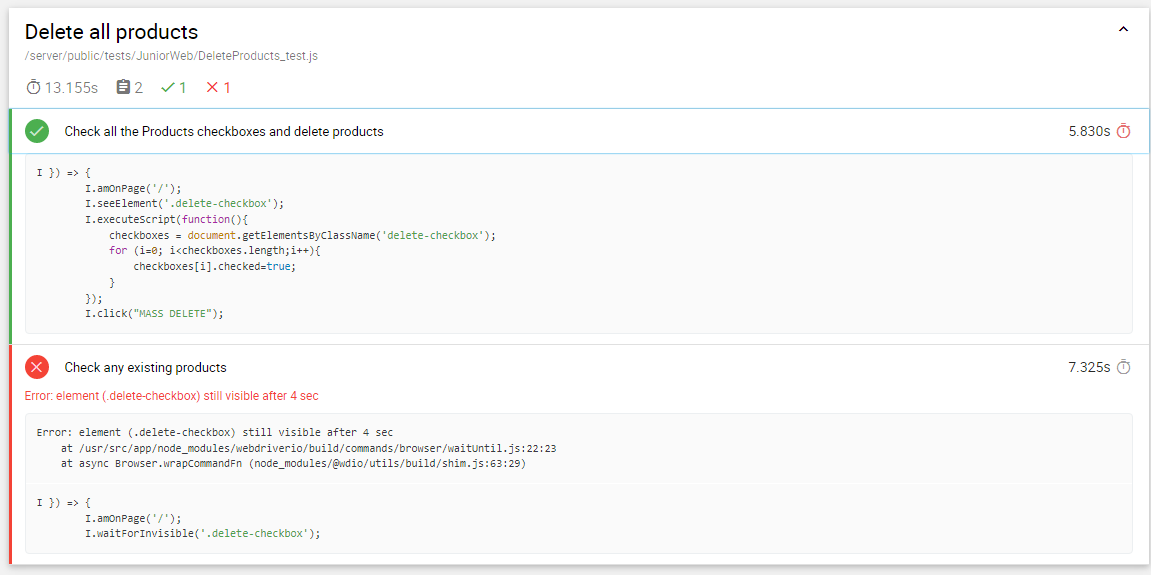 Delete all products
/server/public/tests/JuniorWeb/DeleteProducts_test.js
13.155s 2 1 1
Check all the Products checkboxes and delete products 5.830s
I }) => {
I.amOnPage('/');
I.seeElement('.delete-checkbox');
I.executeScript(function(){
checkboxes = document.getElementsByClassName('delete-checkbox');
for (i=0; i<checkboxes.length;i++){
checkboxes[i].checked=true;
}
});
I.click("MASS DELETE");
Check any existing products 7.325s
Error: element (.delete-checkbox) still visible after 4 sec
Error: element (.delete-checkbox) still visible after 4 sec
at /usr/src/app/node_modules/webdriverio/build/commands/browser/waitUntil.js:22:23
at async Browser.wrapCommandFn (node_modules/@wdio/utils/build/shim.js:63:29)
I }) => {
I.amOnPage('/');
I.waitForInvisible('.delete-checkbox');